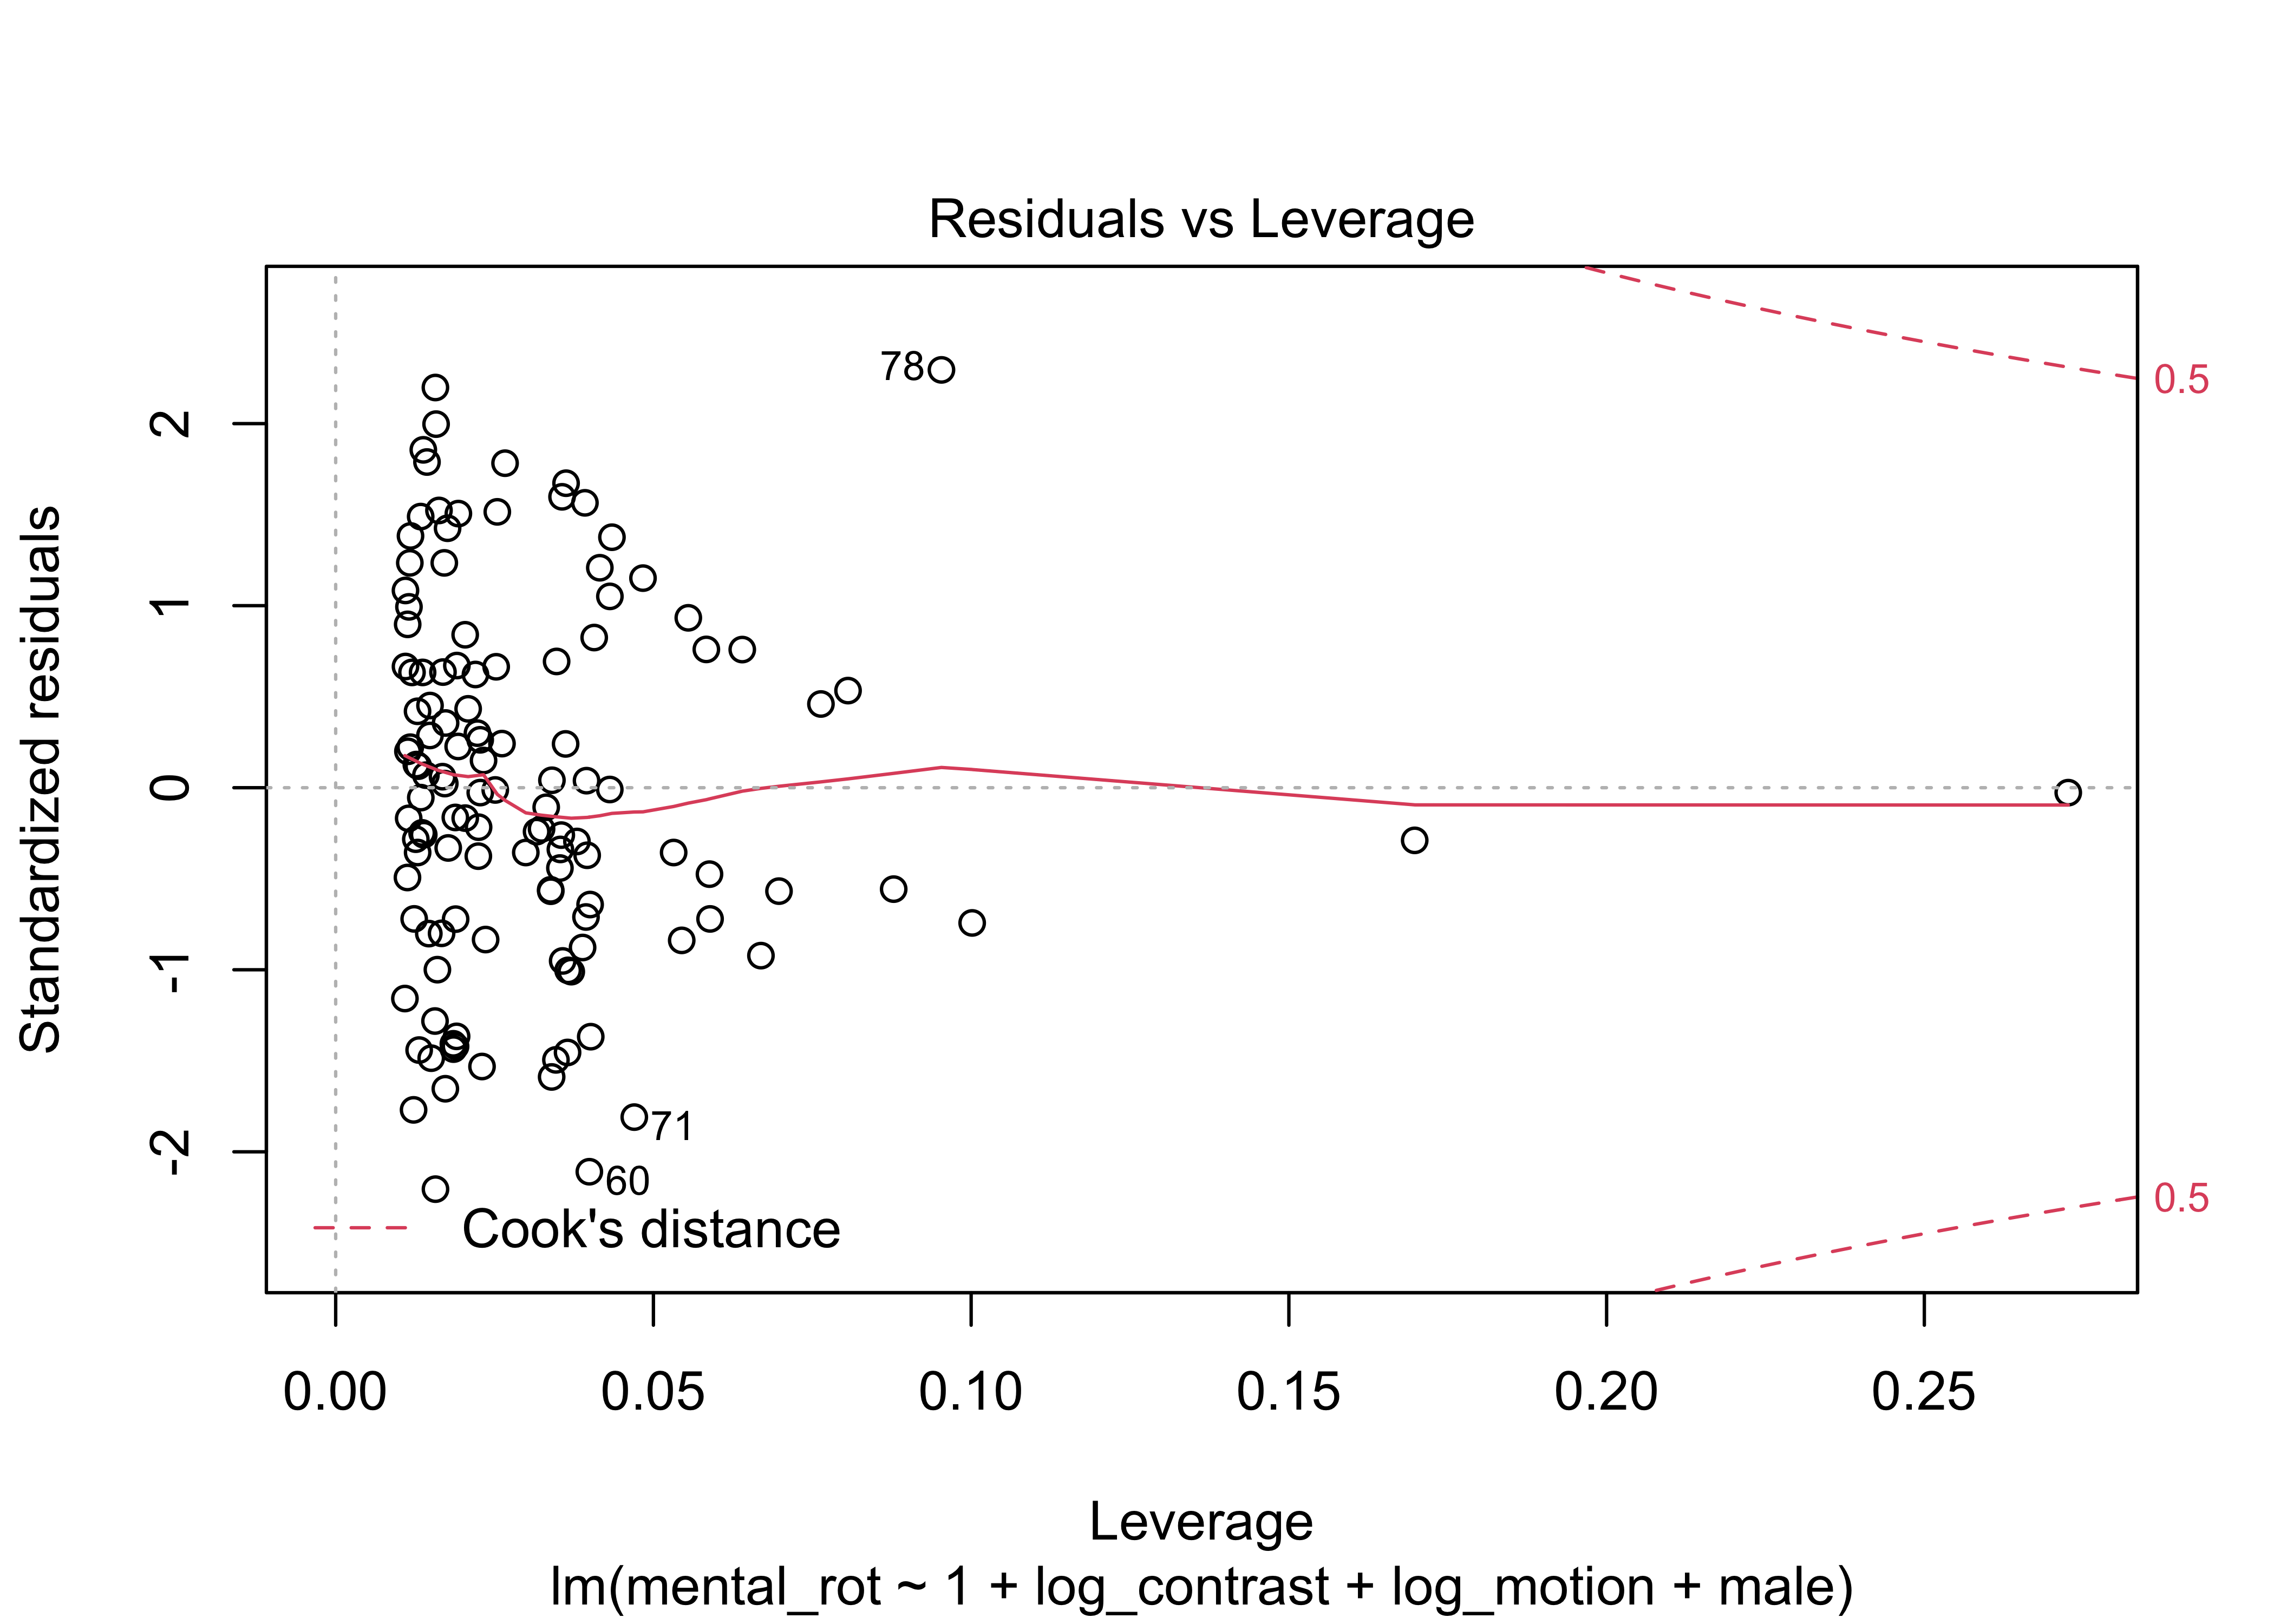 Residuals vs Leverage
Standardized residuals
2
1
0
-1
-2
78
71
60
0.5
0.5
Cook's distance
0.00 0.05 0.10 0.15 0.20 0.25
Leverage
lm(mental_rot ~ 1 + log_contrast + log_motion + male)